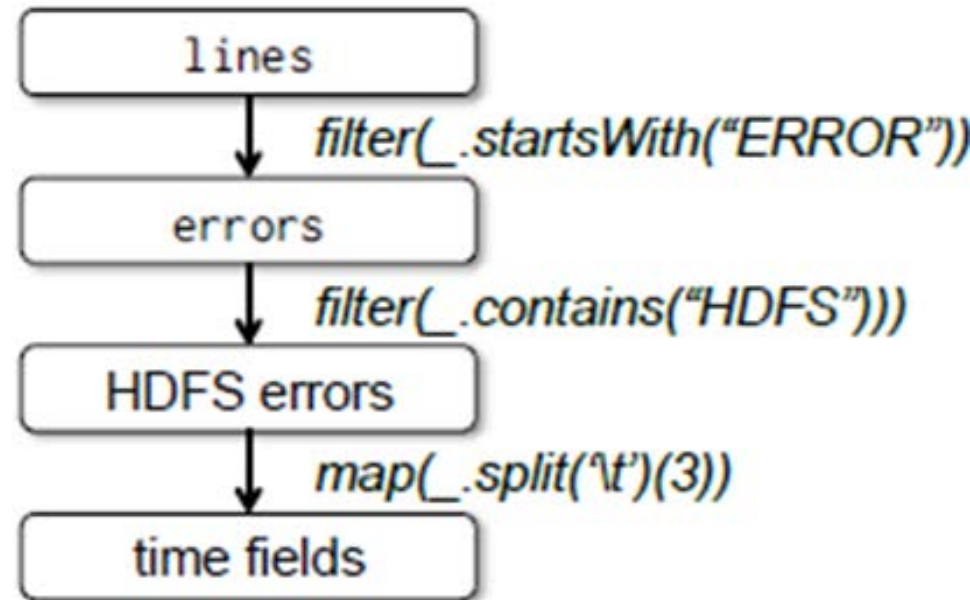 lines
filter(_.startsWith(“ERROR”))
errors
filter(_.contains(“HDFS”)))
HDFS errors
map(_.split(‘\t’)(3))
time fields